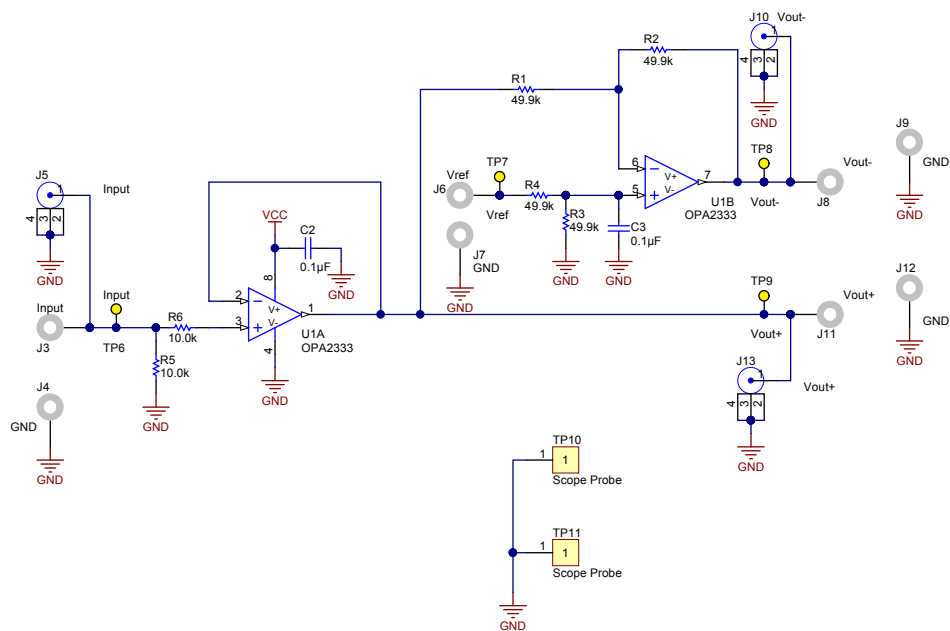 J10 Vout-
1
4 3 2
GND
R2
49.9k
R1
49.9k
J9
GND
GND
TP8
Vout-
Vout-
J8
6
5
7
V+
V-
U1B
OPA2333
TP7
Vref
J6
Vref
R4
49.9k
R3
49.9k
C3
0.1µF
GND
GND
J7
GND
GND
J5
Input
1
4 3 2
GND
VCC
C2
0.1µF
GND
8
2
3
1
V+
V-
4
U1A
OPA2333
GND
Input
J3
Input
TP6
R6
10.0k
R5
10.0k
GND
J4
GND
GND
TP9
Vout+
Vout+
J11
J12
GND
GND
J13
1
Vout+
4 3 2
GND
TP10
1 1
Scope Probe
TP11
1 1
Scope Probe
GND